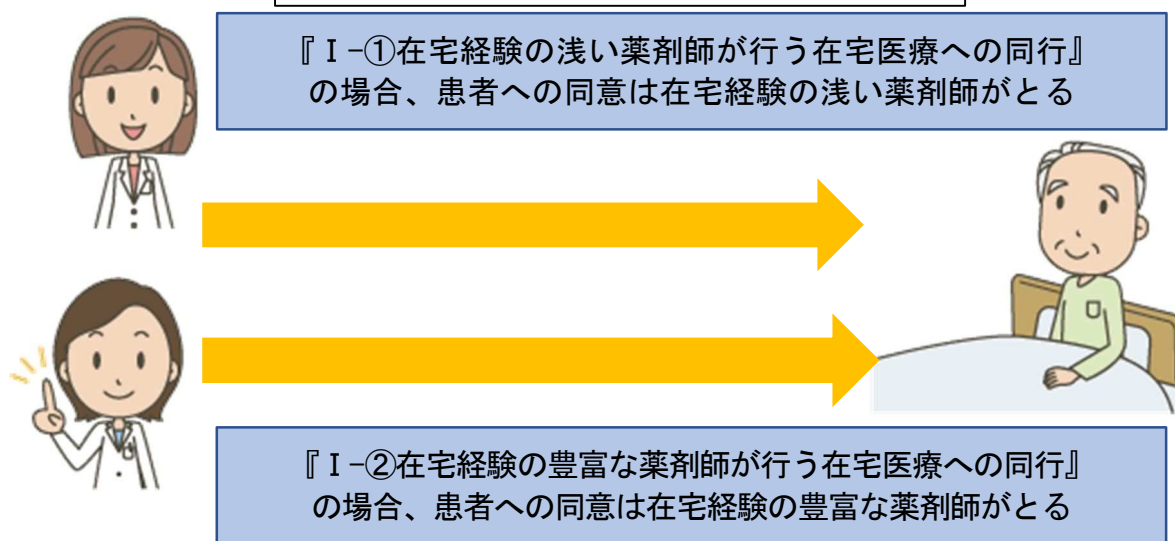 『Ⅰ-①在宅経験の浅い薬剤師が行う在宅医療への同行』
の場合、患者への同意は在宅経験の浅い薬剤師がとる
『Ⅰ-②在宅経験の豊富な薬剤師が行う在宅医療への同行』
の場合、患者への同意は在宅経験の豊富な薬剤師がとる